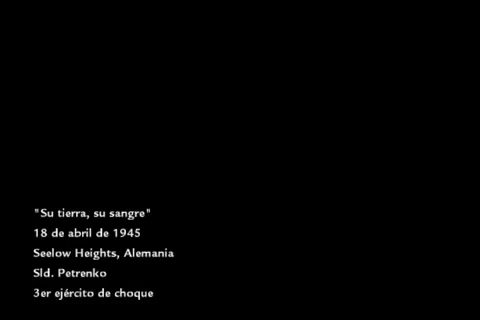 "Su tierra, su sangre"
18 de abril de 1945
Seelow Heights, Alemania
Sld. Petrenko
3er ejército de choque